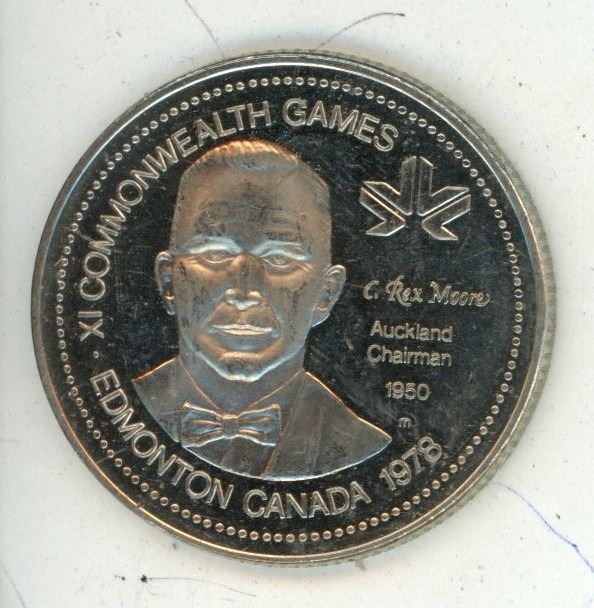 · XI COMMONWEALTH GAMES
EDMONTON CANADA 1978
C. Rex Moore
Auckland
Chairman
1950
m